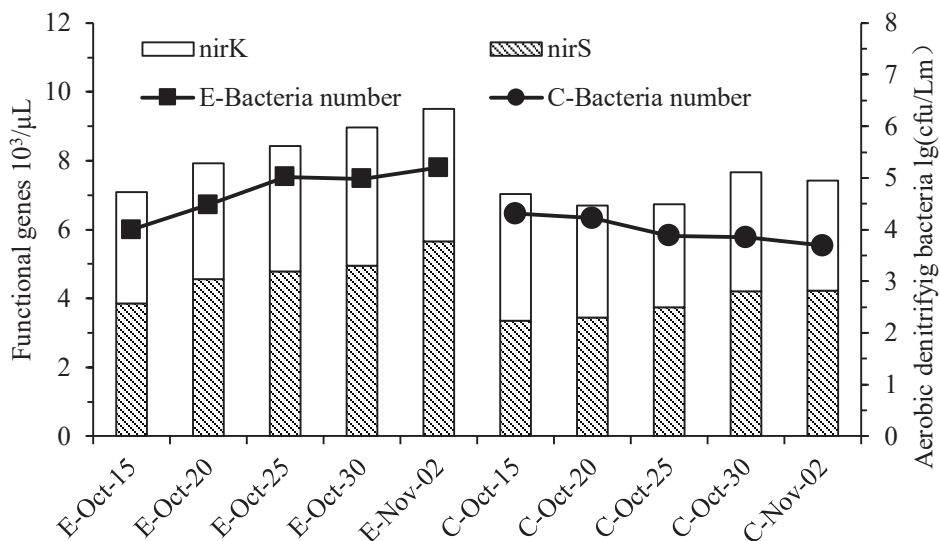 Functional genes 10³/μL
12
10
8
6
4
2
0
nirK
nirS
E-Bacteria number
C-Bacteria number
8
7
6
5
4
3
2
1
0
Aerobic denitrifyig bacteria lg(cfu/Lm)
E-Oct-15
E-Oct-20
E-Oct-25
E-Oct-30
E-Nov-02
C-Oct-15
C-Oct-20
C-Oct-25
C-Oct-30
C-Nov-02